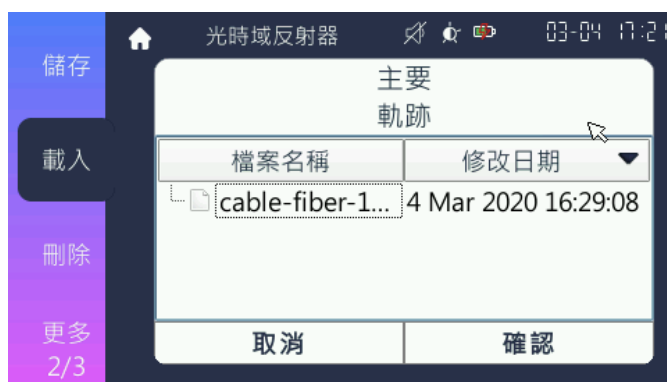 儲存
載入
刪除
更多
2/3
光時域反射器
03-04
主要
軌跡
檔案名稱 修改日期
cable-fiber-1... 4 Mar 2020 16:29:08
取消 確認